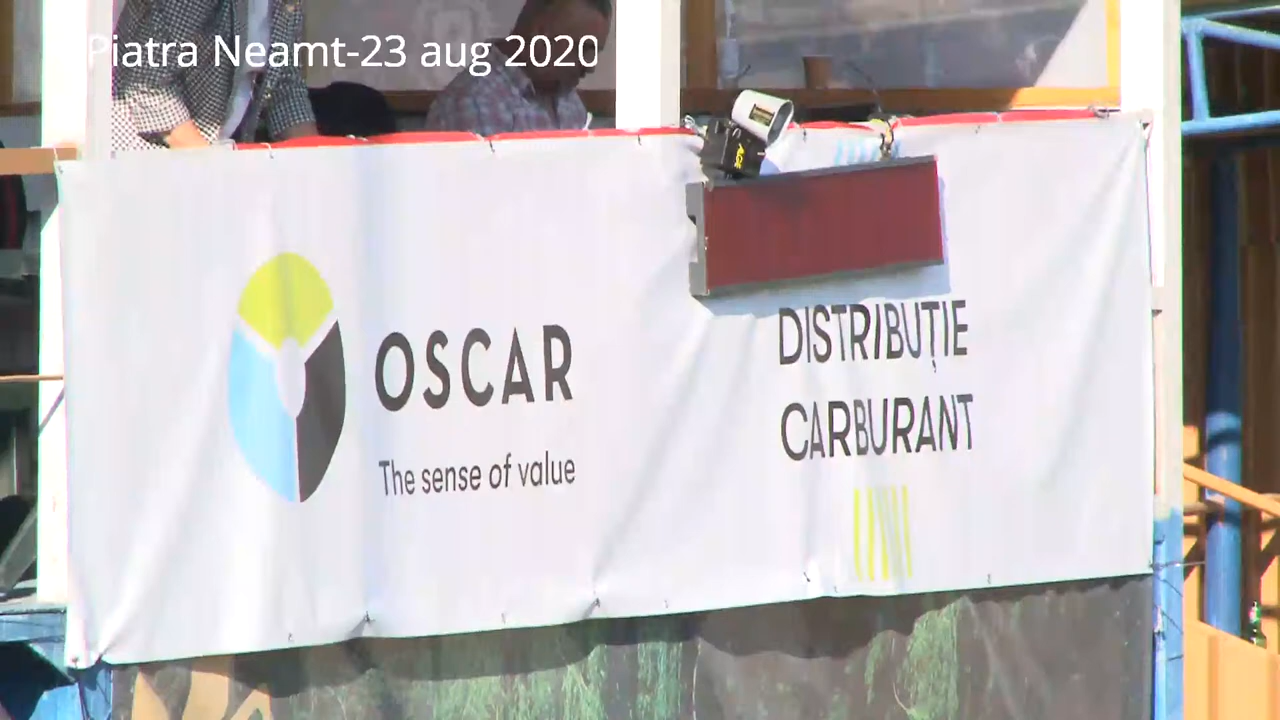 Piatra Neamt-23 aug 2020
OSCAR
The sense of value
DISTRIBUȚIE
CARBURANT